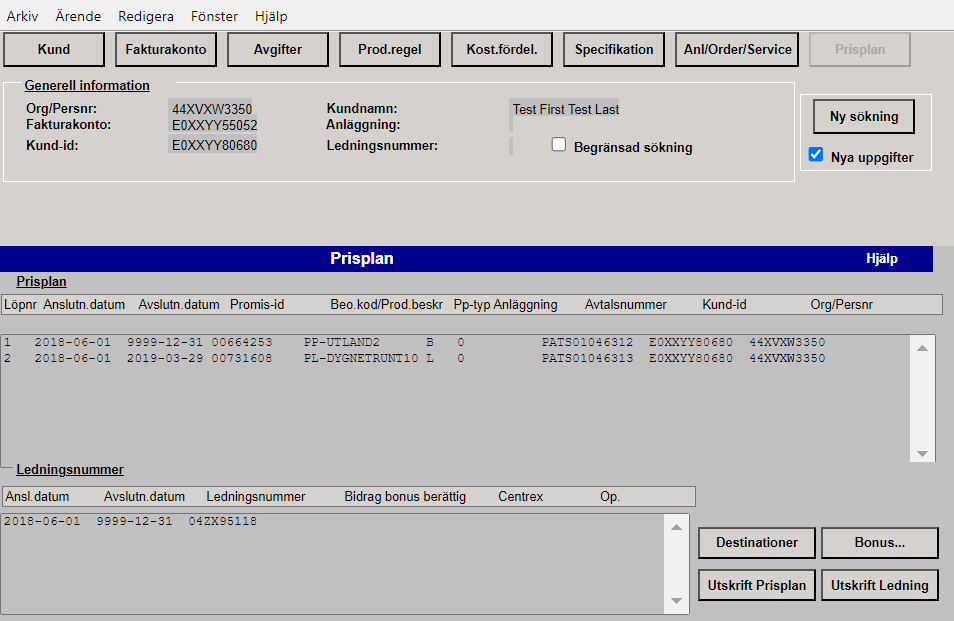 Arkiv Ärende Redigera Fönster Hjälp
Kund Fakturakonto Avgifter Prod.regel Kost.fördel. Specifikation Anl/Order/Service Prisplan
Generell information
Org/Persnr: 44XVXW3350 Kundnamn: Test First Test Last
Fakturakonto: E0XXYY55052 Anläggning:
Kund-id: E0XXYY80680 Ledningsnummer: Begränsad sökning
Ny sökning
Nya uppgifter
Prisplan Hjälp
Prisplan
Löpnr Anslutn.datum Avslutn.datum Promis-id Beo.kod/Prod.beskr Pp-typ Anläggning Avtalsnummer Kund-id Org/Persnr
1 2018-06-01 9999-12-31 00664253 PP-UTLAND2 B 0 PATS01046312 E0XXYY80680 44XVXW3350
2 2018-06-01 2019-03-29 00731608 PL-DYGNETRUNT10 L 0 PATS01046313 E0XXYY80680 44XVXW3350
Ledningsnummer
Ansl.datum Avslutn.datum Ledningsnummer Bidrag bonus berättig Centrex Op.
2018-06-01 9999-12-31 04ZX95118
Destinationer Bonus...
Utskrift Prisplan Utskrift Ledning